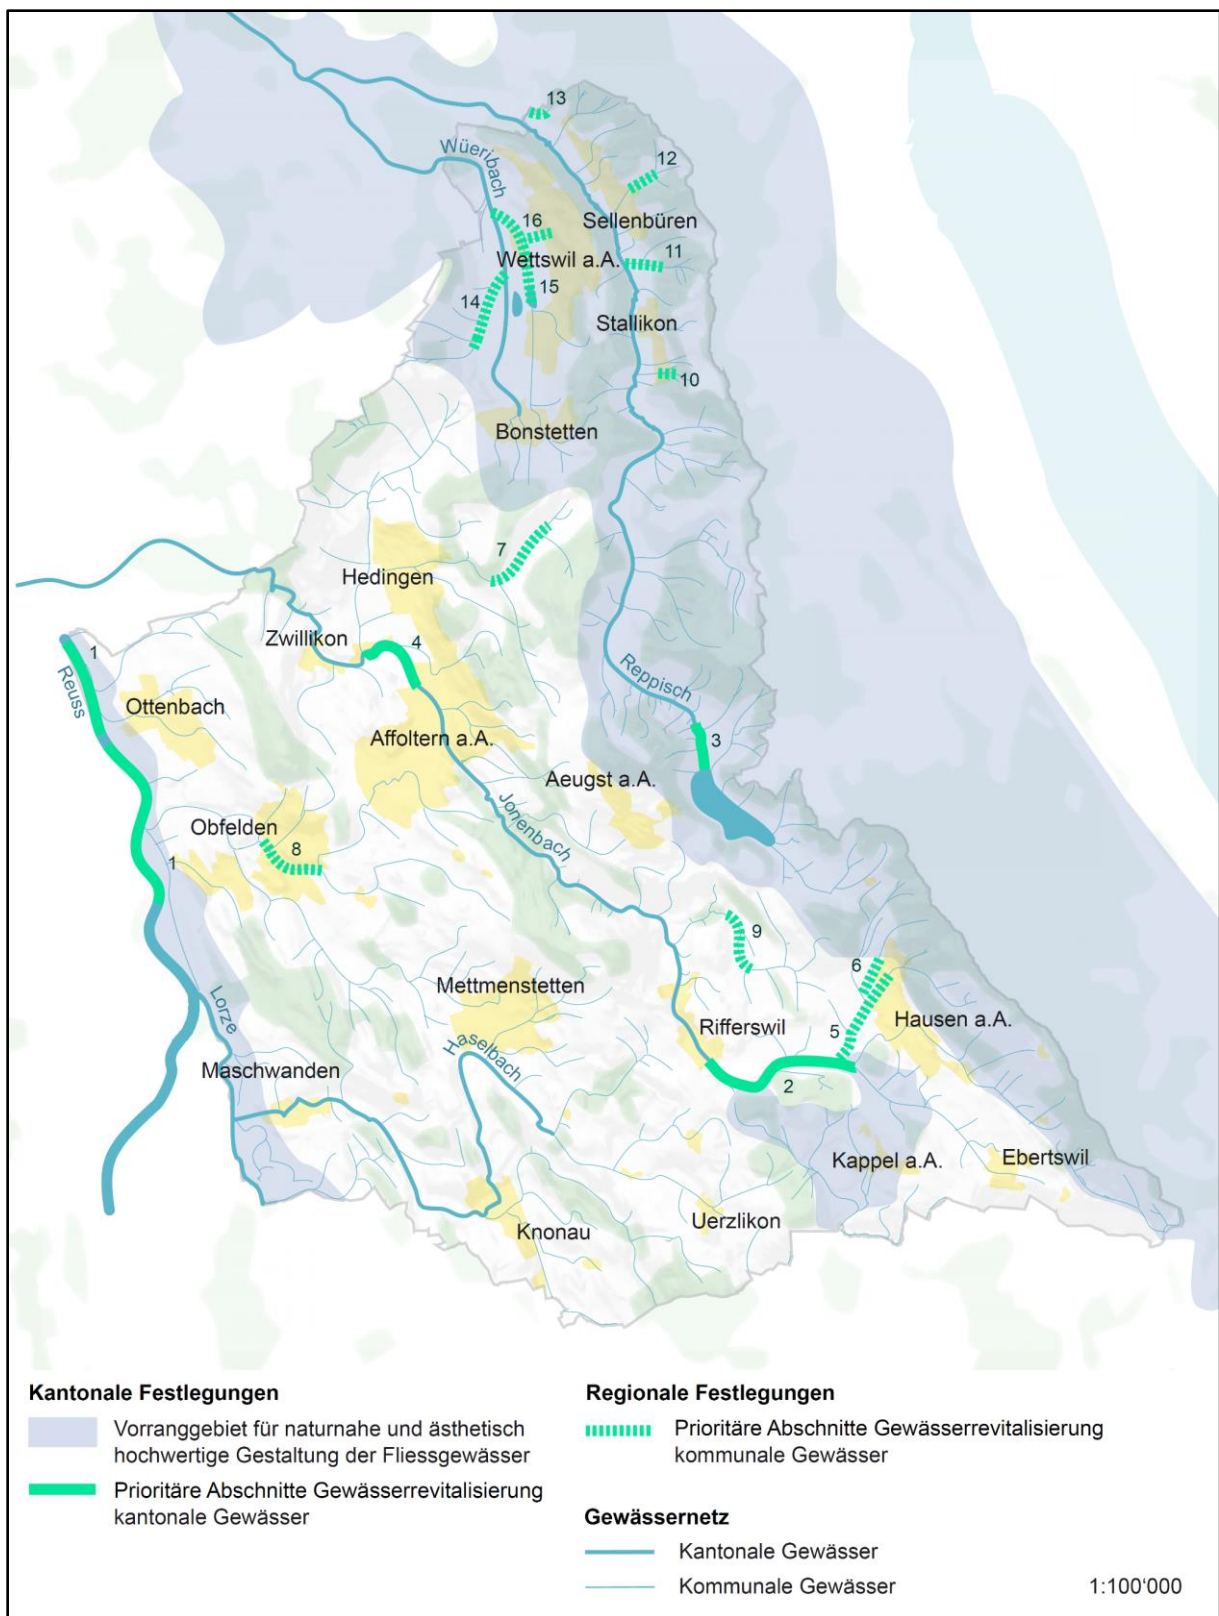 13
Wüeribach
12
Sellenbüren
16
11
Wettswil a.A.
15
14
Stallikon
10
Bonstetten
7
Hedingen
Zwillikon
4
1
Reuss
Reppisch
Ottenbach
Affoltern a.A.
3
Aeugst a.A.
Jonenbach
Obfelden
8
1
9
6
Mettmenstetten
Lorze
Rifferswil
Hausen a.A.
5
Haselbach
Maschwanden
2
Kappel a.A.
Ebertswil
Uerzlikon
Knonau
Kantonale Festlegungen
Vorranggebiet für naturnahe und ästhetisch
hochwertige Gestaltung der Fliessgewässer
Prioritäre Abschnitte Gewässerrevitalisierung
kantonale Gewässer
Regionale Festlegungen
Prioritäre Abschnitte Gewässerrevitalisierung
kommunale Gewässer
Gewässernetz
Kantonale Gewässer
Kommunale Gewässer
1:100'000